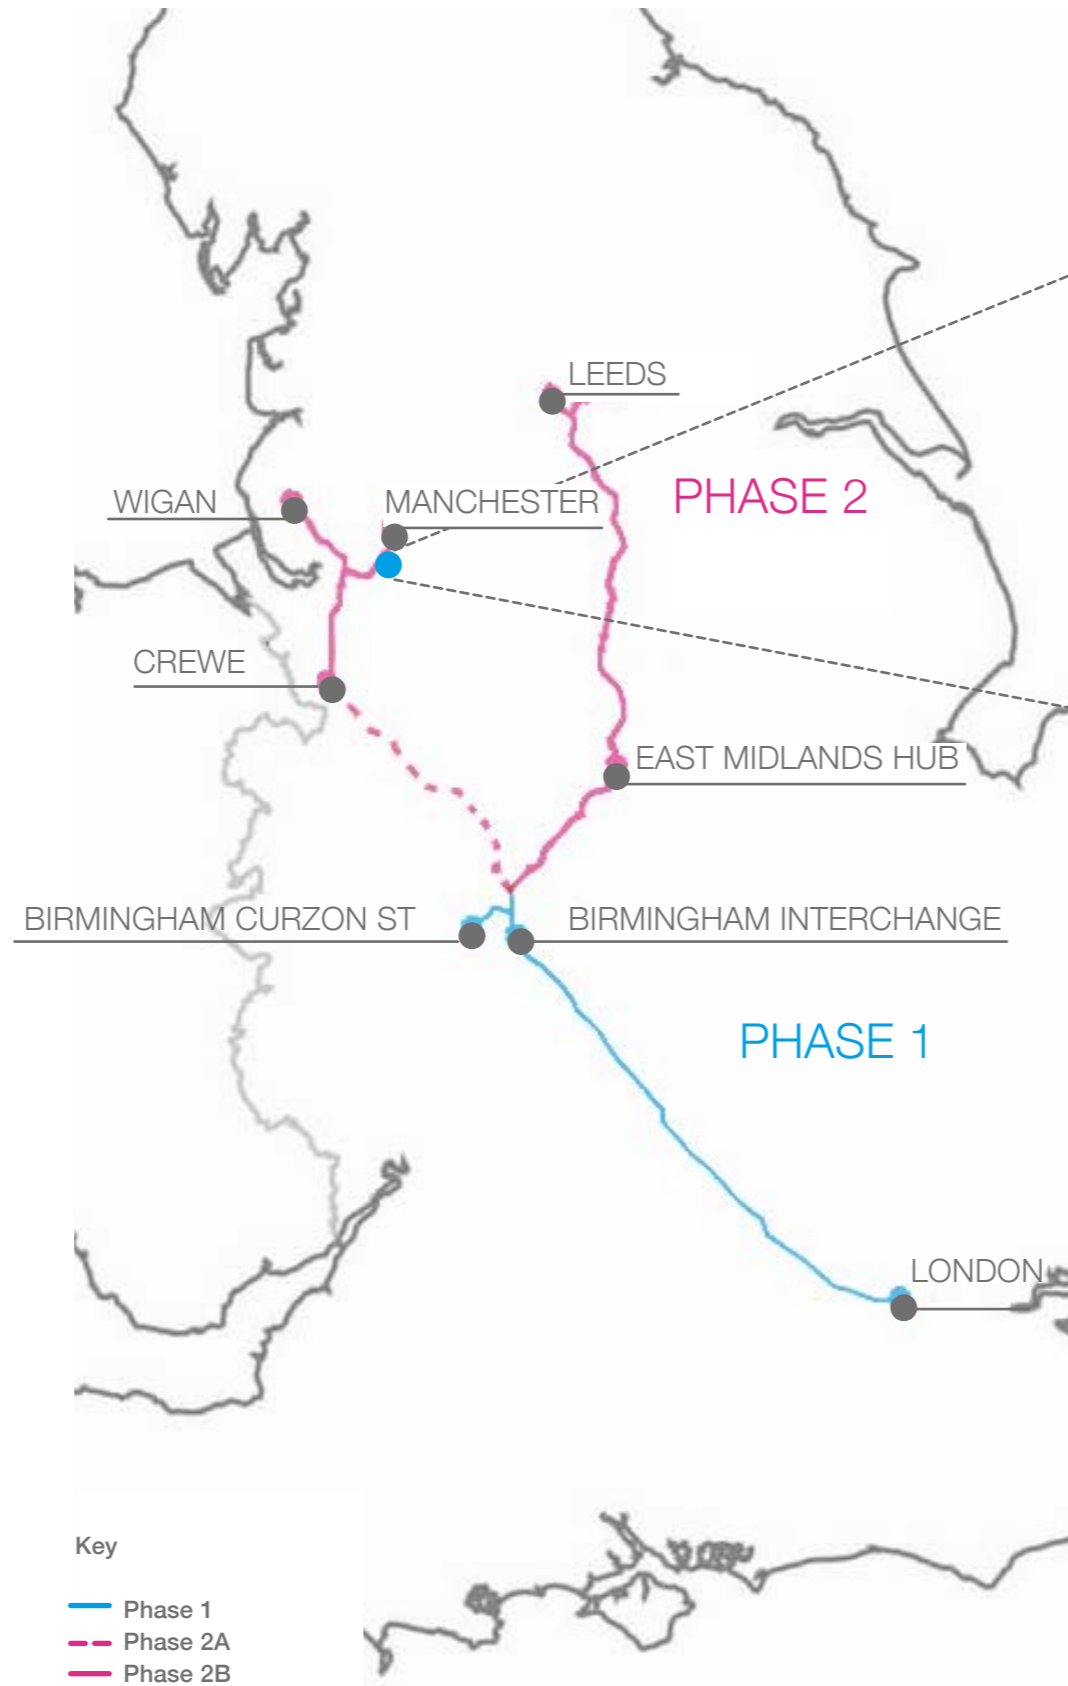 LEEDS
WIGAN
MANCHESTER
PHASE 2
CREWE
EAST MIDLANDS HUB
BIRMINGHAM CURZON ST
BIRMINGHAM INTERCHANGE
PHASE 1
LONDON
Key
Phase 1
Phase 2A
Phase 2B